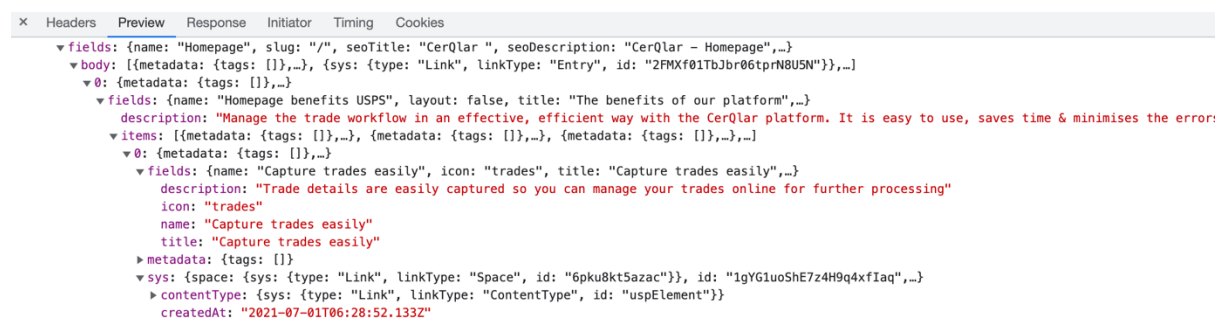 × Headers Preview Response Initiator Timing Cookies
▼fields: {name: "Homepage", slug: "/", seoTitle: "CerQlar ", seoDescription: "CerQlar – Homepage",…}
▼body: [{metadata: {tags: []},…}, {sys: {type: "Link", linkType: "Entry", id: "2FMXf01TbJbr06tprN8U5N"}},…]
▼0: {metadata: {tags: []},…}
▼fields: {name: "Homepage benefits USPS", layout: false, title: "The benefits of our platform",…}
description: "Manage the trade workflow in an effective, efficient way with the CerQlar platform. It is easy to use, saves time & minimises the errors
▼items: [{metadata: {tags: []},…}, {metadata: {tags: []},…}, {metadata: {tags: []},…},…]
▼0: {metadata: {tags: []},…}
▼fields: {name: "Capture trades easily", icon: "trades", title: "Capture trades easily",…}
description: "Trade details are easily captured so you can manage your trades online for further processing"
icon: "trades"
name: "Capture trades easily"
title: "Capture trades easily"
▶metadata: {tags: []}
▼sys: {space: {sys: {type: "Link", linkType: "Space", id: "6pku8kt5azac"}}, id: "1gYG1uoShE7z4H9q4xfIaq",…}
▶contentType: {sys: {type: "Link", linkType: "ContentType", id: "uspElement"}}
createdAt: "2021-07-01T06:28:52.133Z"